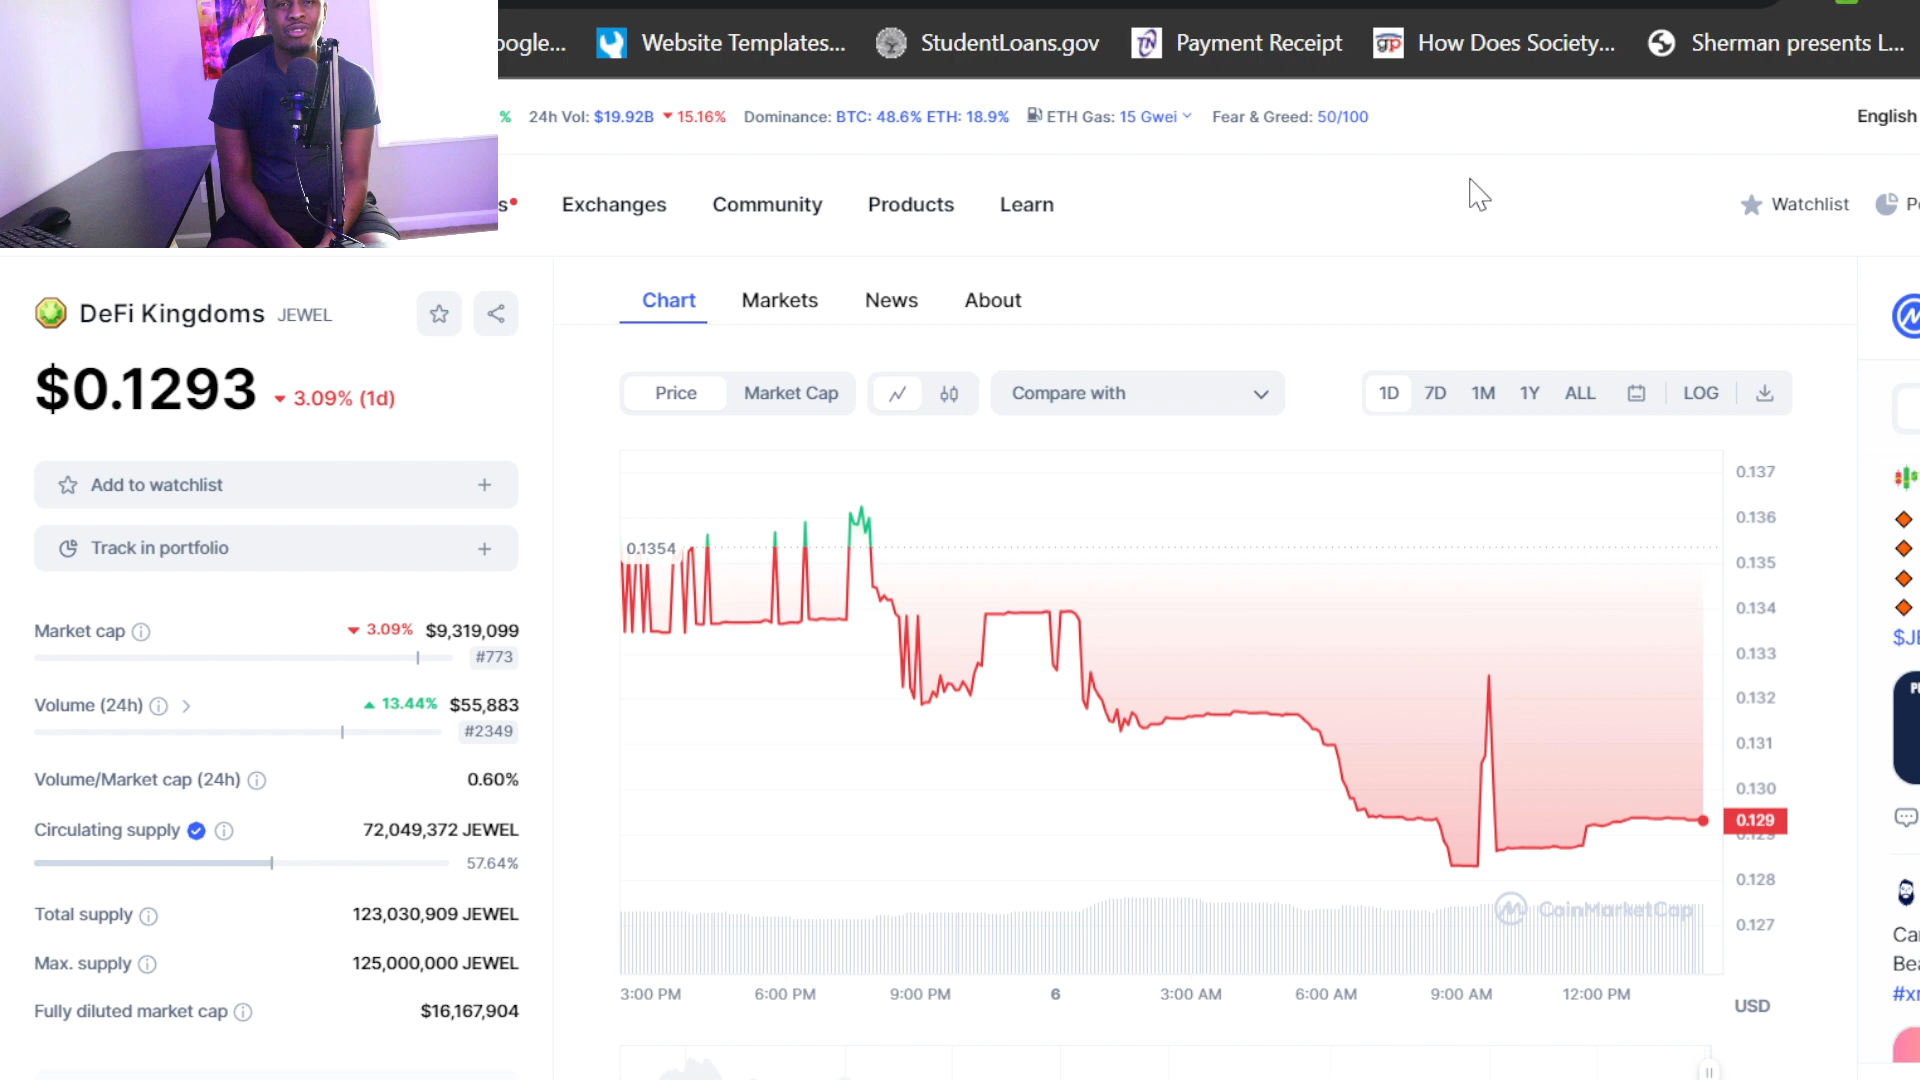 oogle... Website Templates... StudentLoans.gov Payment Receipt How Does Society... Sherman presents L...
% 24h Vol: $19.92B 15.16% Dominance: BTC: 48.6% ETH: 18.9% ETH Gas: 15 Gwei Fear & Greed: 50/100 English
s Exchanges Community Products Learn Watchlist
DeFi Kingdoms JEWEL
$0.1293 3.09% (1d)
Add to watchlist +
Track in portfolio +
Market cap 3.09% $9,319,099
#773
Volume (24h) 13.44% $55,883
#2349
Volume/Market cap (24h) 0.60%
Circulating supply 72,049,372 JEWEL
57.64%
Total supply 123,030,909 JEWEL
Max. supply 125,000,000 JEWEL
Fully diluted market cap $16,167,904
Chart Markets News About
Price Market Cap Compare with 1D 7D 1M 1Y ALL LOG
0.1354
0.137
0.136
0.135
0.134
0.133
0.132
0.131
0.130
0.129
0.129
0.128
0.127
CoinMarketCap
3:00 PM 6:00 PM 9:00 PM 6 3:00 AM 6:00 AM 9:00 AM 12:00 PM
USD